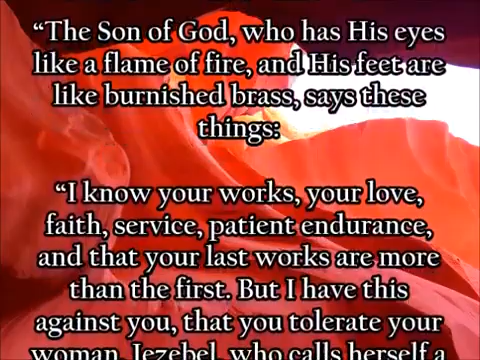 “The Son of God, who has His eyes
like a flame of fire, and His feet are
like burnished brass, says these
things:
“I know your works, your love,
faith, service, patient endurance,
and that your last works are more
than the first. But I have this
against you, that you tolerate your
woman, Jezebel, who calls herself a